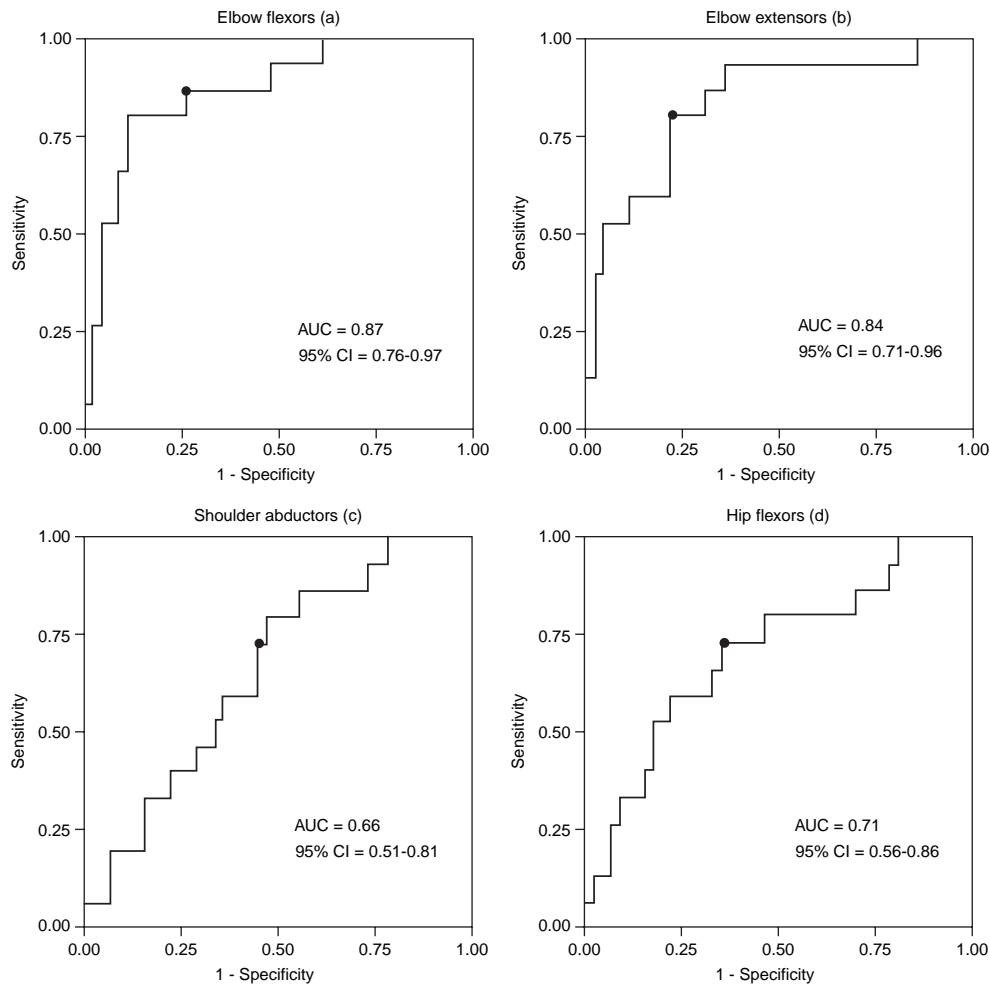 Elbow flexors (a)
1.00
0.75
0.50
0.25
0.00
Sensitivity
AUC = 0.87
95% CI = 0.76-0.97
0.00 0.25 0.50 0.75 1.00
1 - Specificity
Elbow extensors (b)
1.00
0.75
0.50
0.25
0.00
Sensitivity
AUC = 0.84
95% CI = 0.71-0.96
0.00 0.25 0.50 0.75 1.00
1 - Specificity
Shoulder abductors (c)
1.00
0.75
0.50
0.25
0.00
Sensitivity
AUC = 0.66
95% CI = 0.51-0.81
0.00 0.25 0.50 0.75 1.00
1 - Specificity
Hip flexors (d)
1.00
0.75
0.50
0.25
0.00
Sensitivity
AUC = 0.71
95% CI = 0.56-0.86
0.00 0.25 0.50 0.75 1.00
1 - Specificity